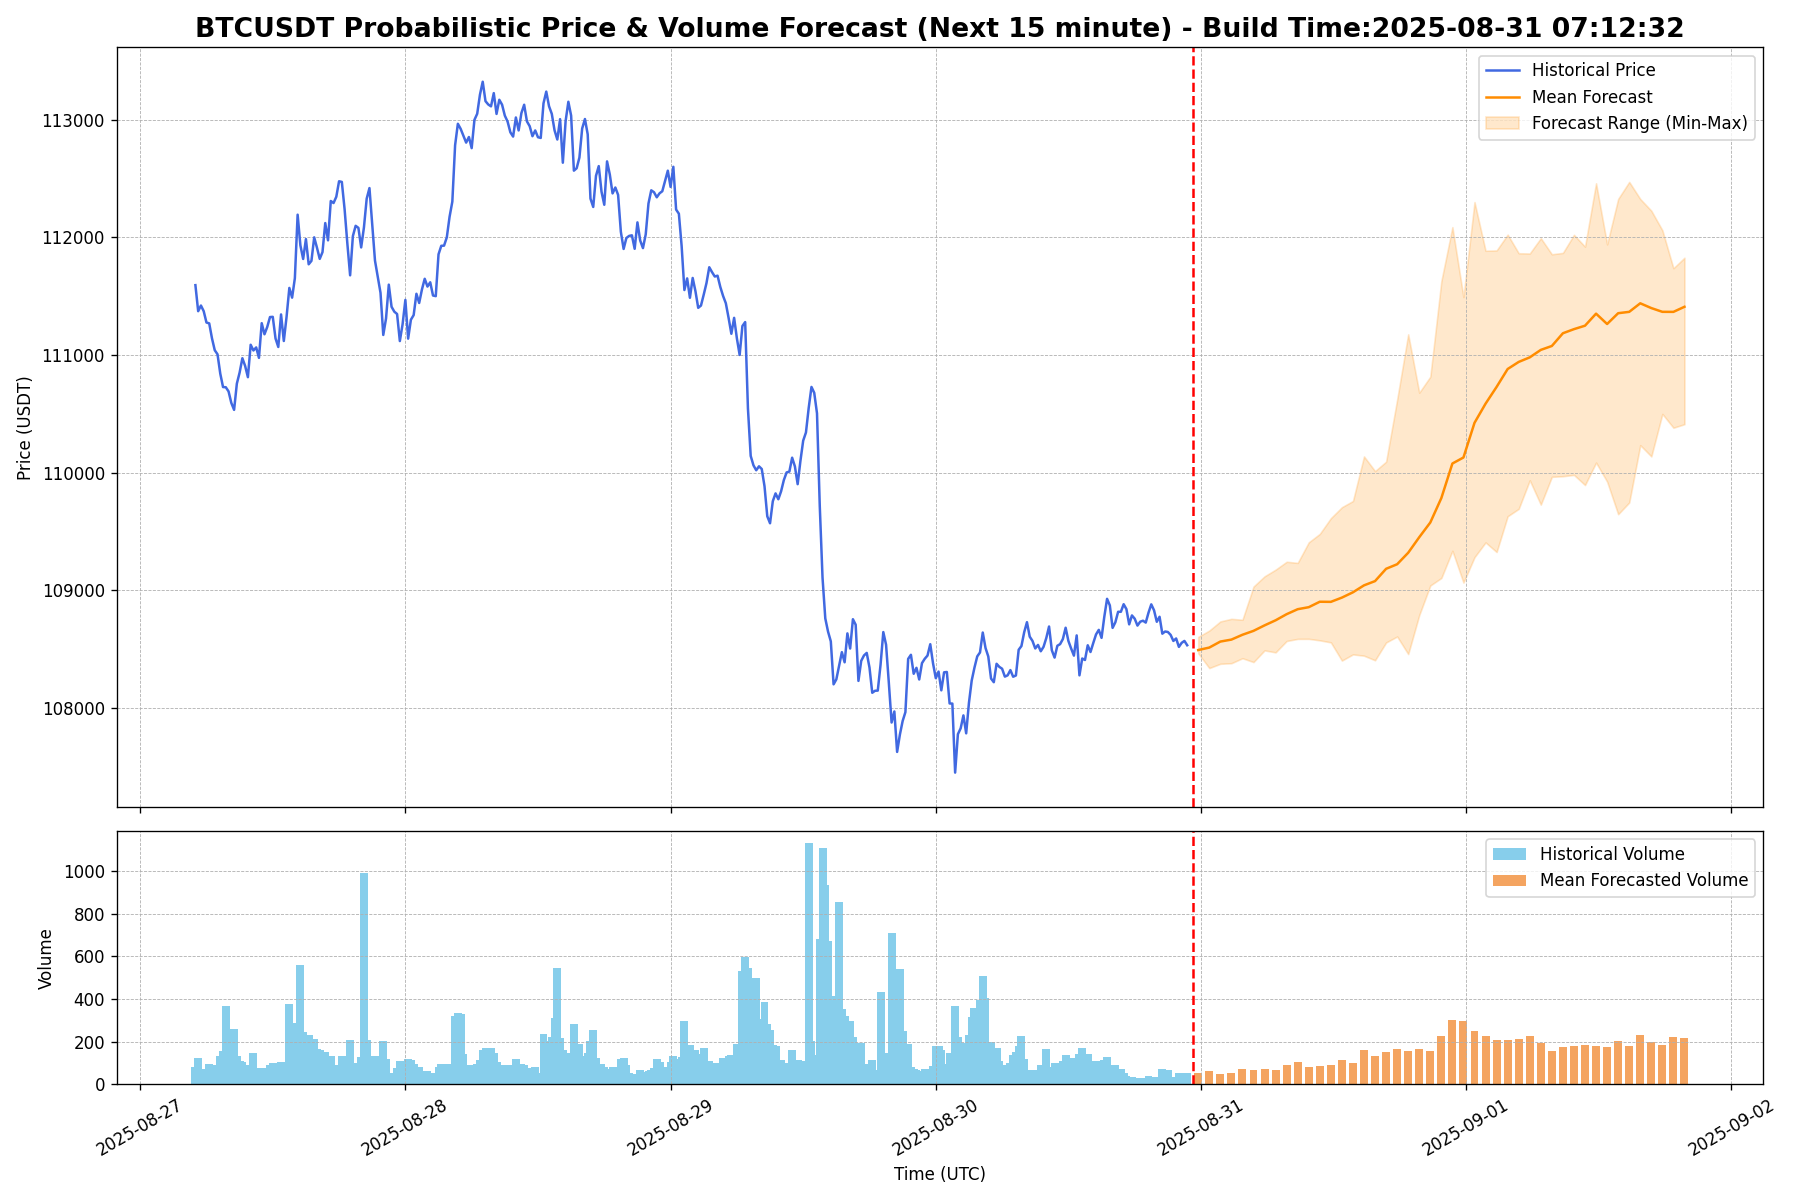 BTCUSDT Probabilistic Price & Volume Forecast (Next 15 minute) - Build Time:2025-08-31 07:12:32
Historical Price
Mean Forecast
Forecast Range (Min-Max)
Price (USDT)
113000
112000
111000
110000
109000
108000
Historical Volume
Mean Forecasted Volume
Volume
1000
800
600
400
200
0
2025-08-27
2025-08-28
2025-08-29
2025-08-30
2025-08-31
2025-09-01
2025-09-02
Time (UTC)